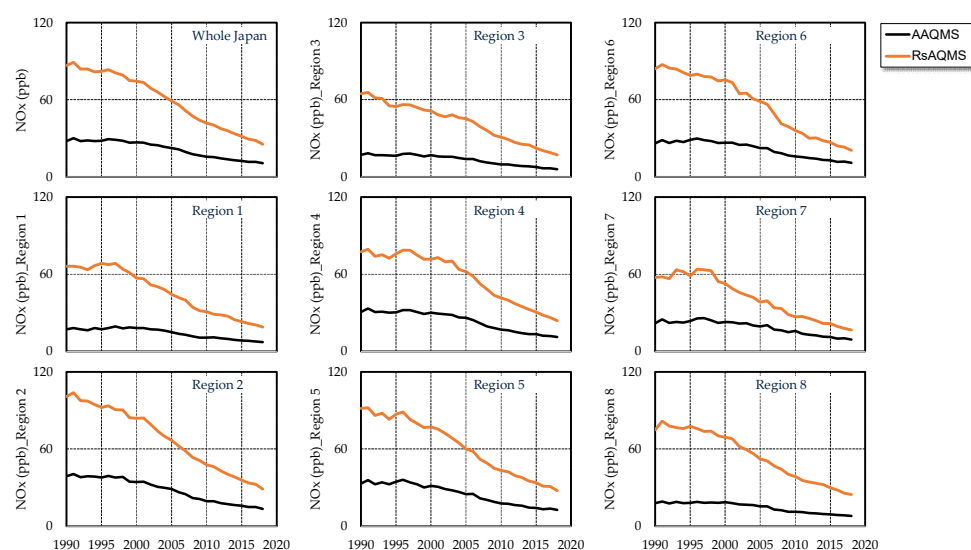 120
60
0
NOx (ppb)
Whole Japan
120
60
0
NOx (ppb)_Region 3
Region 3
120
60
0
NOx (ppb)_Region 6
Region 6
AAQMS
RsAQMS
120
60
0
NOx (ppb)_Region 1
Region 1
120
60
0
NOx (ppb)_Region 4
Region 4
120
60
0
NOx (ppb)_Region 7
Region 7
120
60
0
NOx (ppb)_Region 2
Region 2
1990 1995 2000 2005 2010 2015 2020
120
60
0
NOx (ppb)_Region 5
Region 5
1990 1995 2000 2005 2010 2015 2020
120
60
0
NOx (ppb)_Region 8
Region 8
1990 1995 2000 2005 2010 2015 2020